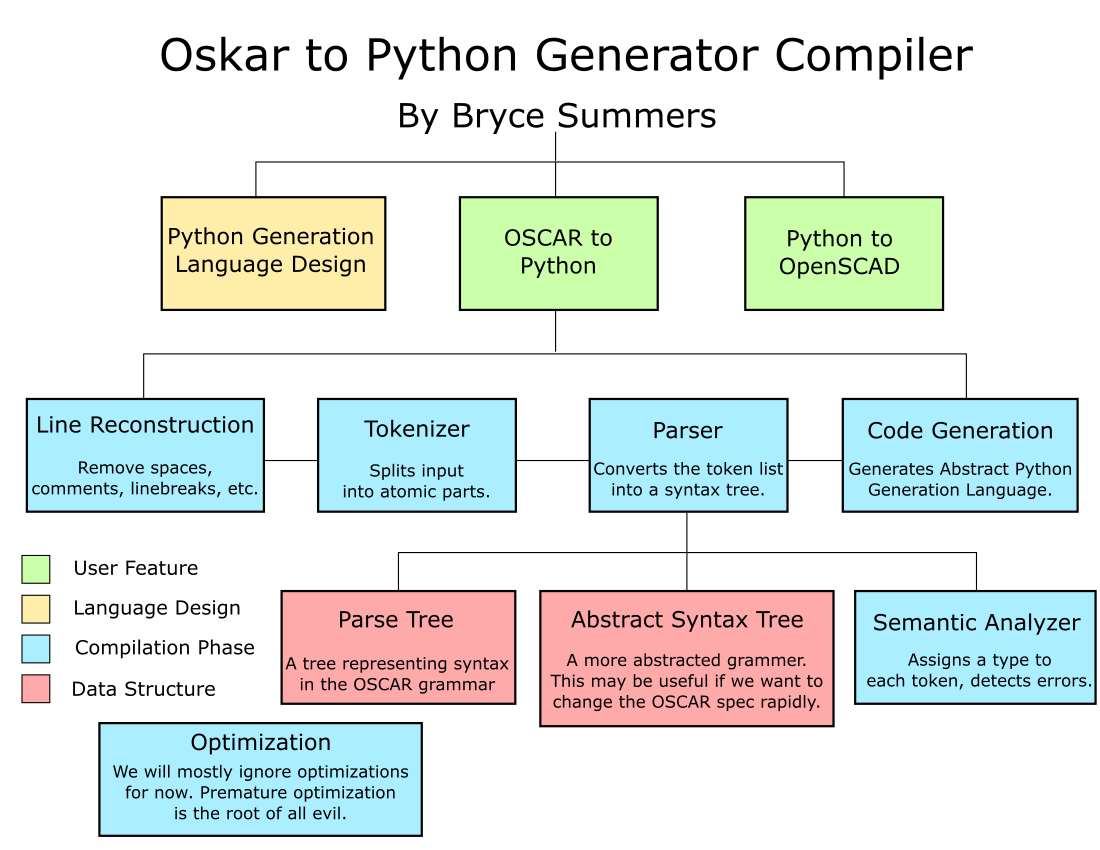 Oskar to Python Generator Compiler
By Bryce Summers
Python Generation
Language Design
OSCAR to
Python
Python to
OpenSCAD
Line Reconstruction
Remove spaces,
comments, linebreaks, etc.
Tokenizer
Splits input
into atomic parts.
Parser
Converts the token list
into a syntax tree.
Code Generation
Generates Abstract Python
Generation Language.
User Feature
Language Design
Compilation Phase
Data Structure
Parse Tree
A tree representing syntax
in the OSCAR grammar
Abstract Syntax Tree
A more abstracted grammer.
This may be useful if we want to
change the OSCAR spec rapidly.
Semantic Analyzer
Assigns a type to
each token, detects errors.
Optimization
We will mostly ignore optimizations
for now. Premature optimization
is the root of all evil.